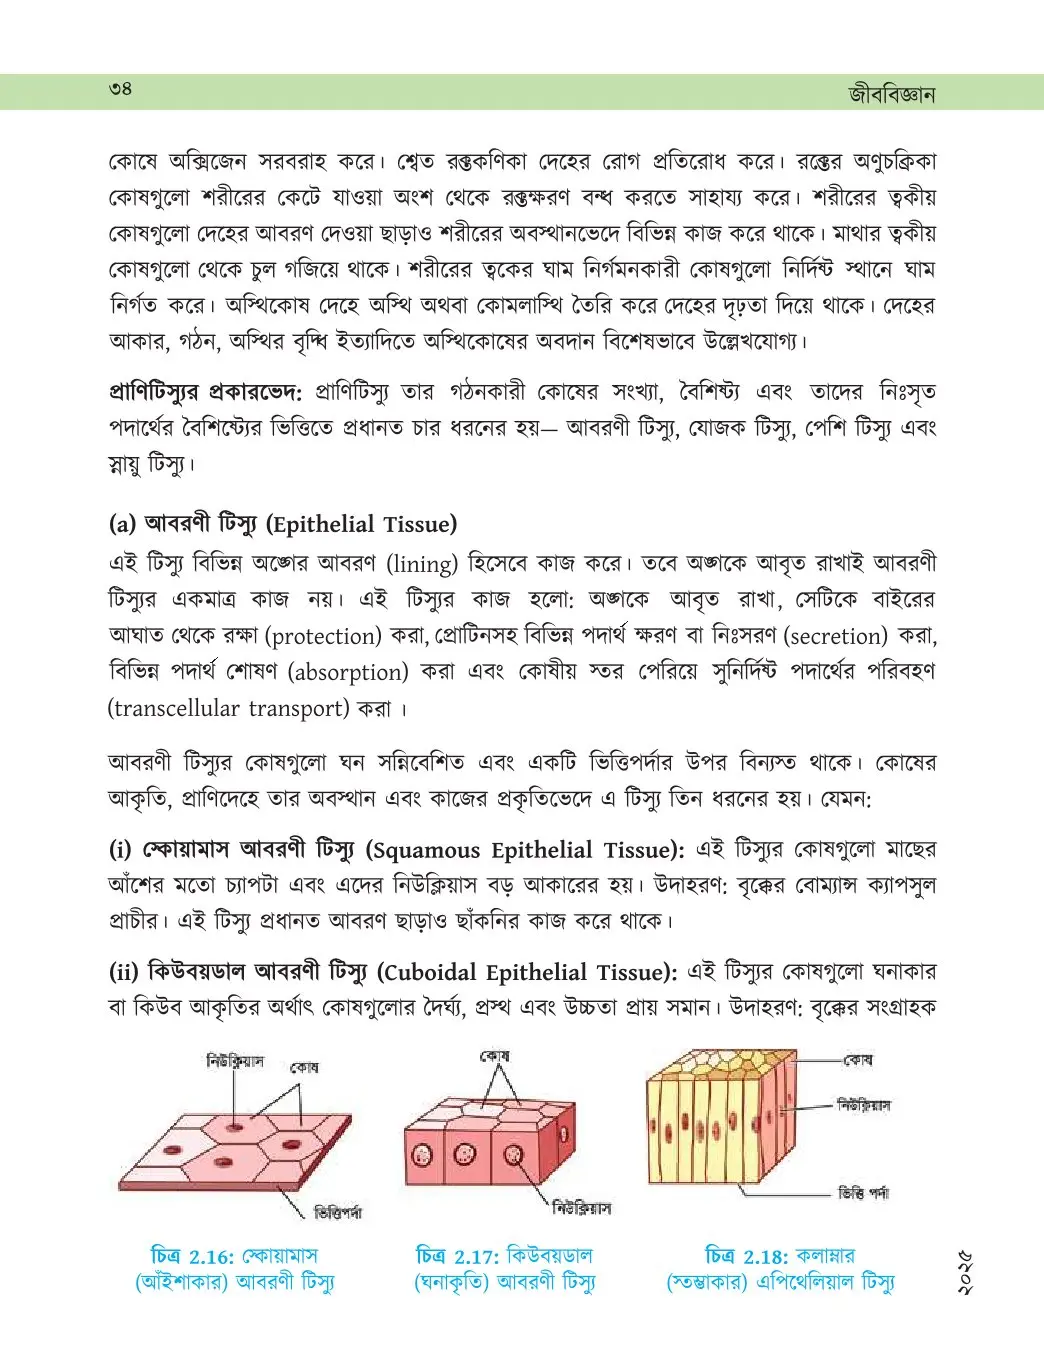 ৩৪
জীববিজ্ঞান
কোষে অক্সিজেন সরবরাহ করে। শ্বেত রক্তকণিকা দেহের রোগ প্রতিরোধ করে। রক্তের অণুচক্রিকা
কোষগুলো শরীরের কেটে যাওয়া অংশ থেকে রক্তক্ষরণ বন্ধ করতে সাহায্য করে। শরীরের ত্বকীয়
কোষগুলো দেহের আবরণ দেওয়া ছাড়াও শরীরের অবস্থানভেদে বিভিন্ন কাজ করে থাকে। মাথার ত্বকীয়
কোষগুলো থেকে চুল গজিয়ে থাকে। শরীরের ত্বকের ঘাম নির্গমনকারী কোষগুলো নির্দিষ্ট স্থানে ঘাম
নির্গত করে। অস্থিকোষ দেহে অস্থি অথবা কোমলাস্থি তৈরি করে দেহের দৃঢ়তা দিয়ে থাকে। দেহের
আকার, গঠন, অস্থির বৃদ্ধি ইত্যাদিতে অস্থিকোষের অবদান বিশেষভাবে উল্লেখযোগ্য।
প্রাণিটিস্যুর প্রকারভেদ: প্রাণিটিস্যু তার গঠনকারী কোষের সংখ্যা, বৈশিষ্ট্য এবং তাদের নিঃসৃত
পদার্থের বৈশিষ্ট্যের ভিত্তিতে প্রধানত চার ধরনের হয়— আবরণী টিস্যু, যোজক টিস্যু, পেশি টিস্যু এবং
স্নায়ু টিস্যু।
(a) আবরণী টিস্যু (Epithelial Tissue)
এই টিস্যু বিভিন্ন অঙ্গের আবরণ (lining) হিসেবে কাজ করে। তবে অঙ্গকে আবৃত রাখাই আবরণী
টিস্যুর একমাত্র কাজ নয়। এই টিস্যুর কাজ হলো: অঙ্গকে আবৃত রাখা, সেটিকে বাইরের
আঘাত থেকে রক্ষা (protection) করা, প্রোটিনসহ বিভিন্ন পদার্থ ক্ষরণ বা নিঃসরণ (secretion) করা,
বিভিন্ন পদার্থ শোষণ (absorption) করা এবং কোষীয় স্তর পেরিয়ে সুনির্দিষ্ট পদার্থের পরিবহণ
(transcellular transport) করা ।
আবরণী টিস্যুর কোষগুলো ঘন সন্নিবেশিত এবং একটি ভিত্তিপর্দার উপর বিন্যস্ত থাকে। কোষের
আকৃতি, প্রাণিদেহে তার অবস্থান এবং কাজের প্রকৃতিভেদে এ টিস্যু তিন ধরনের হয়। যেমন:
(i) স্কোয়ামাস আবরণী টিস্যু (Squamous Epithelial Tissue): এই টিস্যুর কোষগুলো মাছের
আঁশের মতো চ্যাপটা এবং এদের নিউক্লিয়াস বড় আকারের হয়। উদাহরণ: বৃক্কের বোম্যান্স ক্যাপসুল
প্রাচীর। এই টিস্যু প্রধানত আবরণ ছাড়াও ছাঁকনির কাজ করে থাকে।
(ii) কিউবয়ডাল আবরণী টিস্যু (Cuboidal Epithelial Tissue): এই টিস্যুর কোষগুলো ঘনাকার
বা কিউব আকৃতির অর্থাৎ কোষগুলোর দৈর্ঘ্য, প্রস্থ এবং উচ্চতা প্রায় সমান। উদাহরণ: বৃক্কের সংগ্রাহক
নিউক্লিয়াস
কোষ
ভিত্তিপর্দা
চিত্র 2.16: স্কোয়ামাস
(আঁইশাকার) আবরণী টিস্যু
কোষ
নিউক্লিয়াস
চিত্র 2.17: কিউবয়ডাল
(ঘনাকৃতি) আবরণী টিস্যু
কোষ
নিউক্লিয়াস
ভিত্তি পর্দা
চিত্র 2.18: কলাম্নার
(স্তম্ভাকার) এপিথেলিয়াল টিস্যু
২০২৫